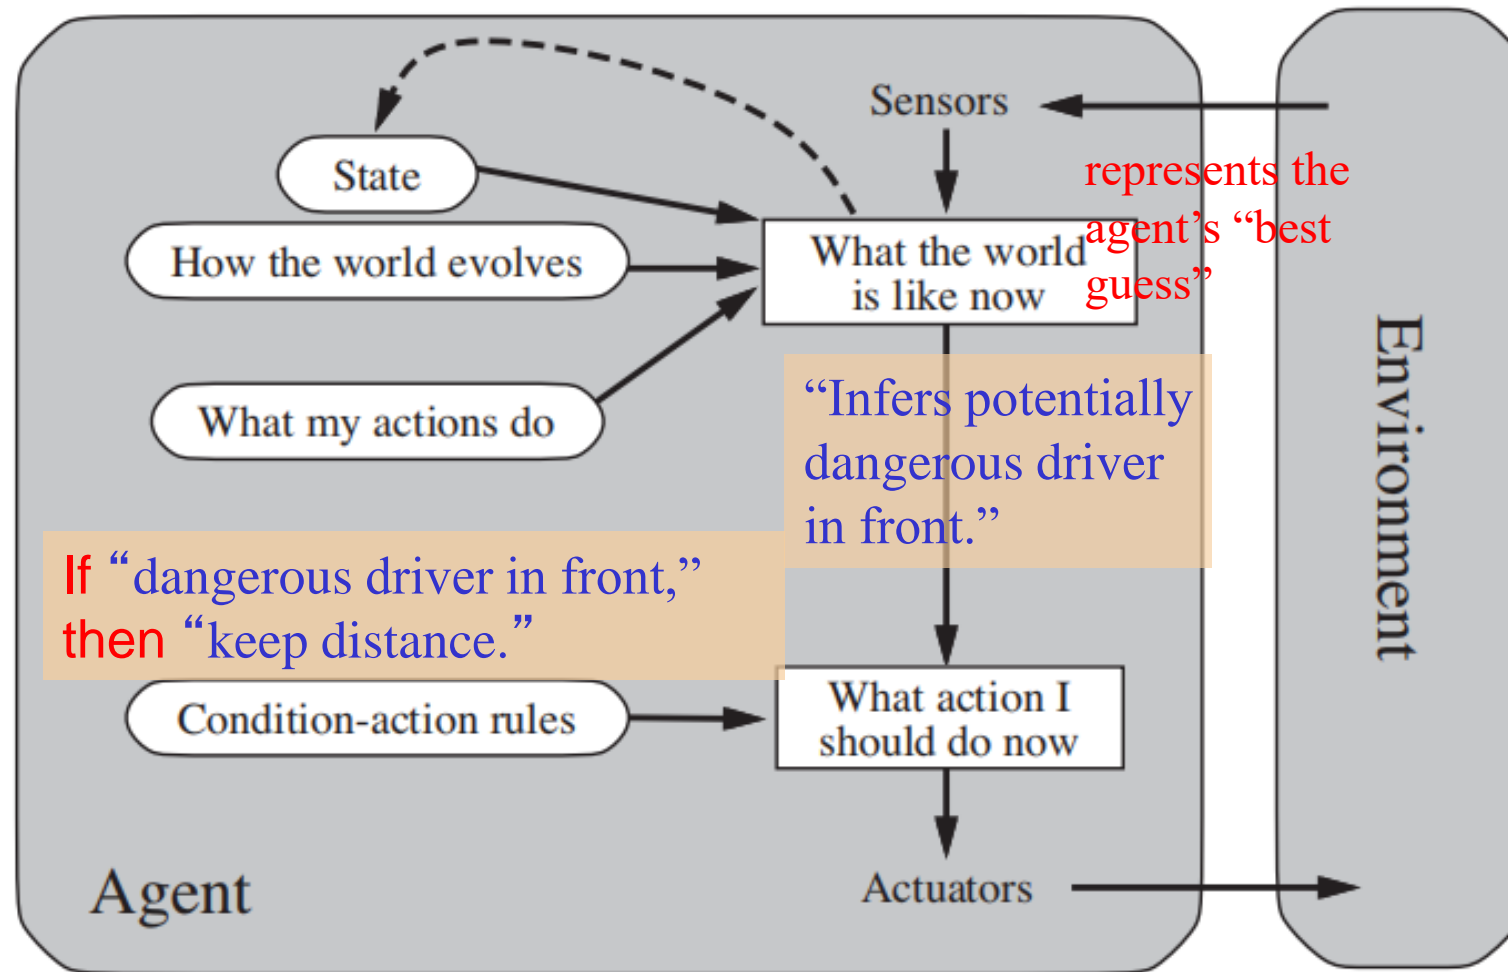 Sensors
State
represents the
agent’s “best
guess”
How the world evolves
What the world
is like now
What my actions do
“Infers potentially
dangerous driver
in front.”
If “dangerous driver in front,”
then “keep distance.”
Condition-action rules
What action I
should do now
Agent
Actuators
Environment